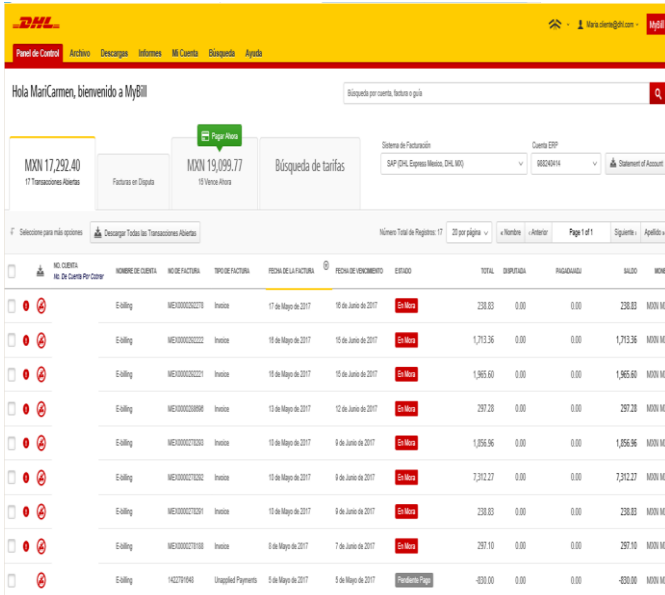 DHL
Maria.cliente@dhl.com
MyBill
Panel de Control Archivo Descargas Informes Mi Cuenta Búsqueda Ayuda
Hola MariCarmen, bienvenido a MyBill
Búsqueda por cuenta, factura o guía
Pagar Ahora
Sistema de Facturación Cuenta ERP
MXN 17,292.40 MXN 19,099.77 Búsqueda de tarifas
SAP (DHL Express Mexico, DHL MX) 988240414 Statement of Account
17 Transacciones Abiertas Facturas en Disputa 18 Vence Ahora
Seleccione para más opciones Descargar Todas las Transacciones Abiertas Número Total de Registros: 17 20 por página « Nombre ‹ Anterior Page 1 of 1 Siguiente › Apellido »
NO. CUENTA
No. De Cuenta Por Cobrar
NOMBRE DE CUENTA NO DE FACTURA TIPO DE FACTURA FECHA DE LA FACTURA FECHA DE VENCIMIENTO ESTADO TOTAL DISPUTADA PAGADA/ADJ SALDO MONE
E-billing Invoice 17 de Mayo de 2017 16 de Junio de 2017 En Mora 238.83 0.00 0.00 238.83 MXN M
E-billing MEX0000292222 Invoice 16 de Mayo de 2017 15 de Junio de 2017 En Mora 1,713.36 0.00 0.00 1,713.36 MXN M
E-billing MEX0000292221 Invoice 16 de Mayo de 2017 15 de Junio de 2017 En Mora 1,965.60 0.00 0.00 1,965.60 MXN M
E-billing Invoice 13 de Mayo de 2017 12 de Junio de 2017 En Mora 297.28 0.00 0.00 297.28 MXN M
E-billing MEX0000278293 Invoice 10 de Mayo de 2017 9 de Junio de 2017 En Mora 1,856.96 0.00 0.00 1,856.96 MXN M
E-billing MEX0000278292 Invoice 10 de Mayo de 2017 9 de Junio de 2017 En Mora 7,312.27 0.00 0.00 7,312.27 MXN M
E-billing MEX0000278291 Invoice 10 de Mayo de 2017 9 de Junio de 2017 En Mora 238.83 0.00 0.00 238.83 MXN M
E-billing MEX0000278188 Invoice 8 de Mayo de 2017 7 de Junio de 2017 En Mora 297.10 0.00 0.00 297.10 MXN M
E-billing 1422791648 Unapplied Payments 5 de Mayo de 2017 5 de Mayo de 2017 Pendiente Pago -830.00 0.00 0.00 -830.00 MXN M